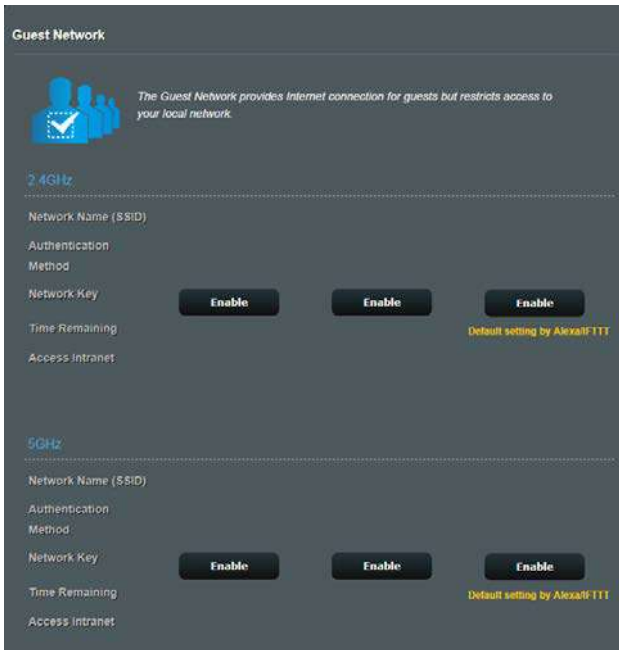 Guest Network
The Guest Network provides Internet connection for guests but restricts access to
your local network.
2.4GHz
Network Name (SSID)
Authentication
Method
Network Key
Enable Enable Enable
Time Remaining
Default setting by Alexa/IFTTT
Access Intranet
5GHz
Network Name (SSID)
Authentication
Method
Network Key
Enable Enable Enable
Time Remaining
Default setting by Alexa/IFTTT
Access Intranet